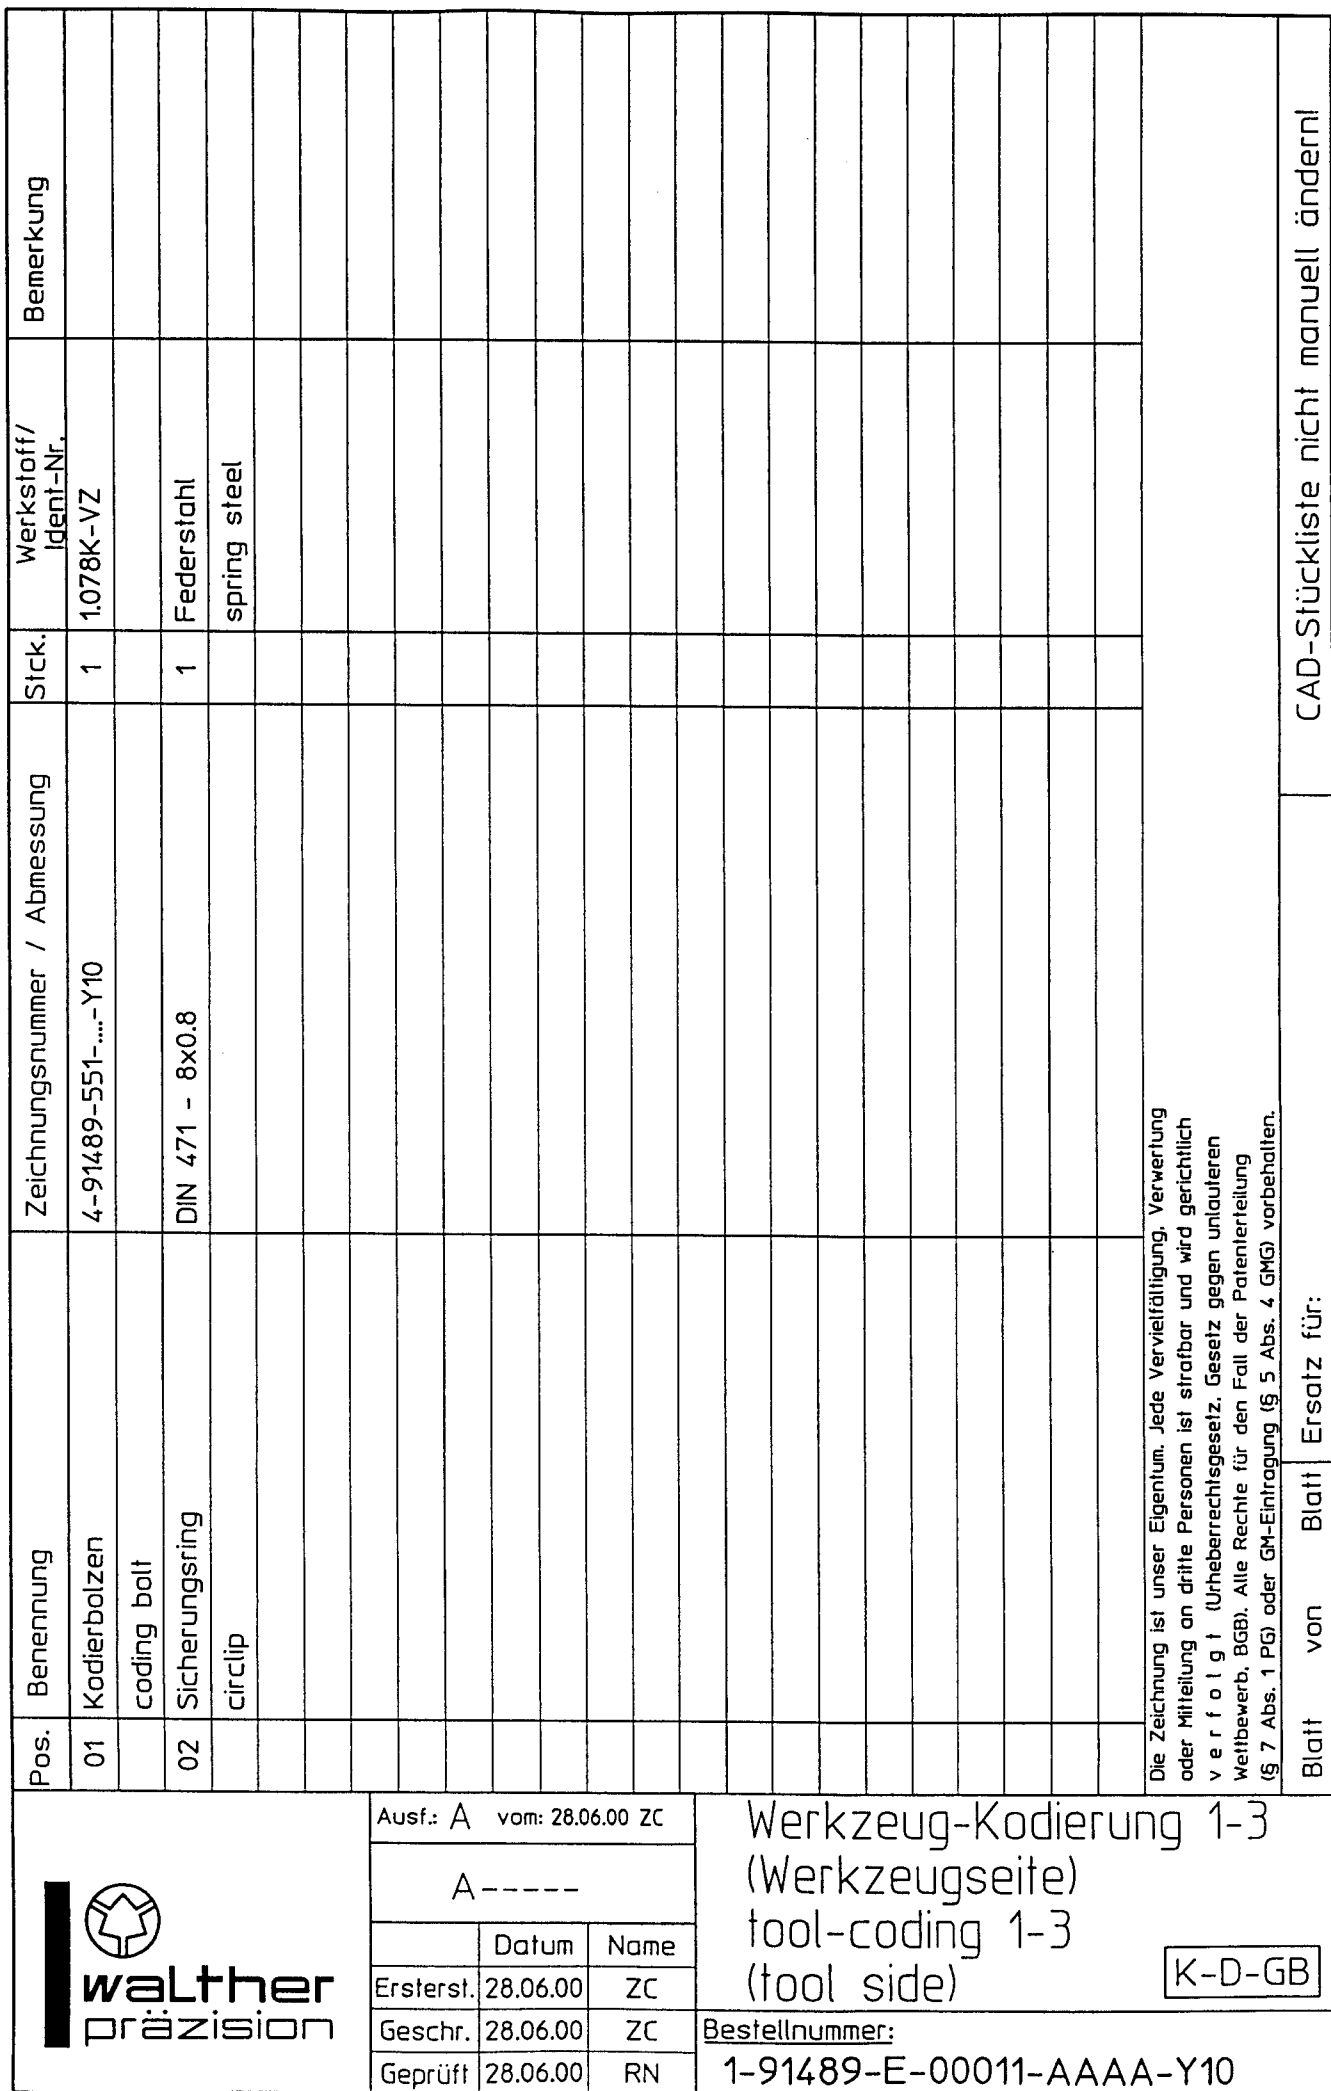 Pos.
Benennung
Zeichnungsnummer / Abmessung
Stck.
Werkstoff/
Ident-Nr.
Bemerkung
01
Kodierbolzen
4-91489-551-....-Y10
1
1.078K-VZ
coding bolt
02
Sicherungsring
DIN 471 - 8x0.8
1
Federstahl
circlip
spring steel
Die Zeichnung ist unser Eigentum. Jede Vervielfältigung, Verwertung
oder Mitteilung an dritte Personen ist strafbar und wird gerichtlich
v e r f o l g t (Urheberrechtsgesetz. Gesetz gegen unlauteren
Wettbewerb. BGB). Alle Rechte für den Fall der Patenterteilung
(§ 7 Abs. 1 PG) oder GM-Eintragung (§ 5 Abs. 4 GMG) vorbehalten.
Blatt von Blatt
Ersatz für:
CAD-Stückliste nicht manuell ändern!
walther
präzision
Ausf.: A vom: 28.06.00 ZC
A-----
Datum Name
Ersterst. 28.06.00 ZC
Geschr. 28.06.00 ZC
Geprüft 28.06.00 RN
Werkzeug-Kodierung 1-3
(Werkzeugseite)
tool-coding 1-3
(tool side)
K-D-GB
Bestellnummer:
1-91489-E-00011-AAAA-Y10